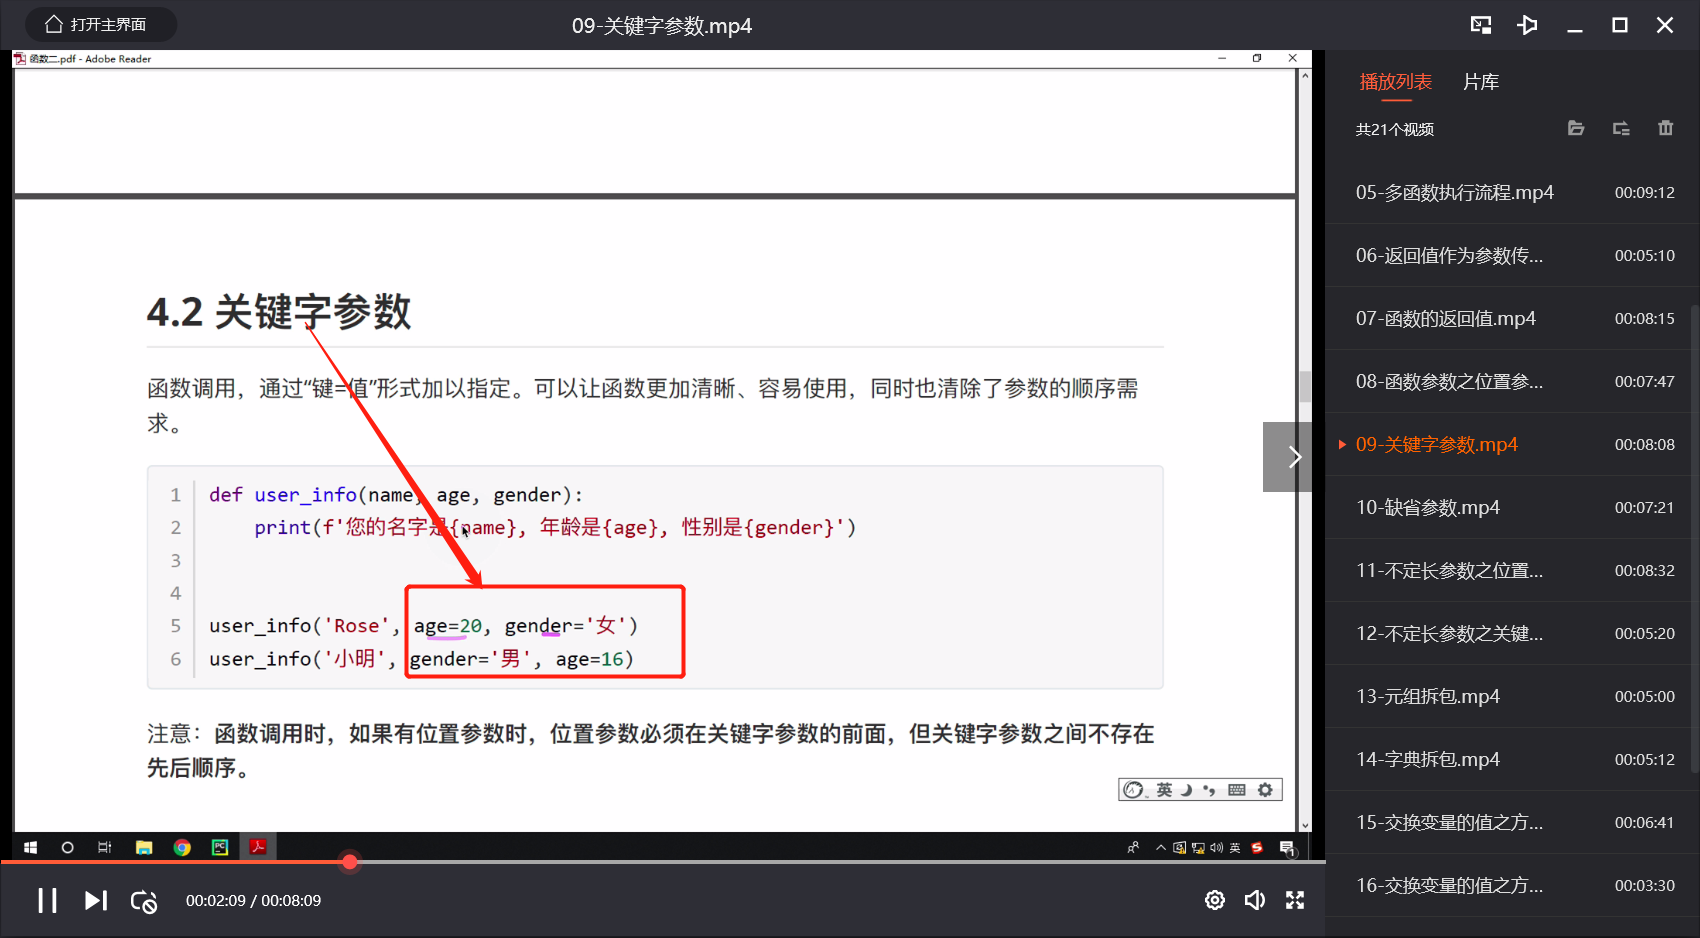 打开主界面
09-关键字参数.mp4
函数二.pdf - Adobe Reader
4.2 关键字参数
函数调用，通过“键=值”形式加以指定。可以让函数更加清晰、容易使用，同时也清除了参数的顺序需
求。
1 def user_info(name, age, gender):
2 print(f'您的名字是{name}, 年龄是{age}, 性别是{gender}')
3
4
5 user_info('Rose', age=20, gender='女')
6 user_info('小明', gender='男', age=16)
注意：函数调用时，如果有位置参数时，位置参数必须在关键字参数的前面，但关键字参数之间不存在
先后顺序。
英
PC
英
1
00:02:09 / 00:08:09
播放列表 片库
共21个视频
05-多函数执行流程.mp4 00:09:12
06-返回值作为参数传... 00:05:10
07-函数的返回值.mp4 00:08:15
08-函数参数之位置参... 00:07:47
09-关键字参数.mp4 00:08:08
10-缺省参数.mp4 00:07:21
11-不定长参数之位置... 00:08:32
12-不定长参数之关键... 00:05:20
13-元组拆包.mp4 00:05:00
14-字典拆包.mp4 00:05:12
15-交换变量的值之方... 00:06:41
16-交换变量的值之方... 00:03:30